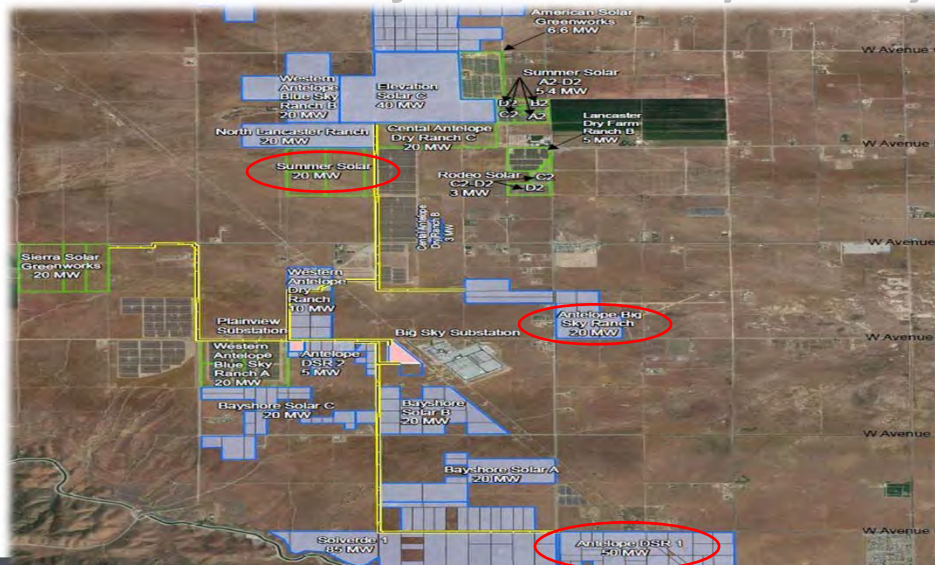 American Solar
Greenworks
6.6 MW
W Avenue
Western
Antelope
Blue Sky
Ranch B
20 MW
Elevation
Solar C
40 MW
Summer Solar
A2-D2
5.4 MW
D2
B2
C2
A2
Lancaster
Dry Farm
Ranch B
5 MW
North Lancaster Ranch
20 MW
Cental Antelope
Dry Ranch C
20 MW
W Avenue
Summer Solar
20 MW
Rodeo Solar
C2-D2
3 MW
C2
D2
Cental Antelope
Dry Ranch B
3 MW
W Avenue
Sierra Solar
Greenworks
20 MW
Western
Antelope
Dry
Ranch
10 MW
Antelope Big
Sky Ranch
20 MW
Plainview
Substation
Big Sky Substation
W Avenue
Western
Antelope
Blue Sky
Ranch A
20 MW
Antelope
DSR 2
5 MW
Bayshore Solar C
20 MW
Bayshore
Solar B
20 MW
W Avenue
Bayshore Solar A
20 MW
W Avenue
Solverde 1
85 MW
Antelope DSR 1
50 MW